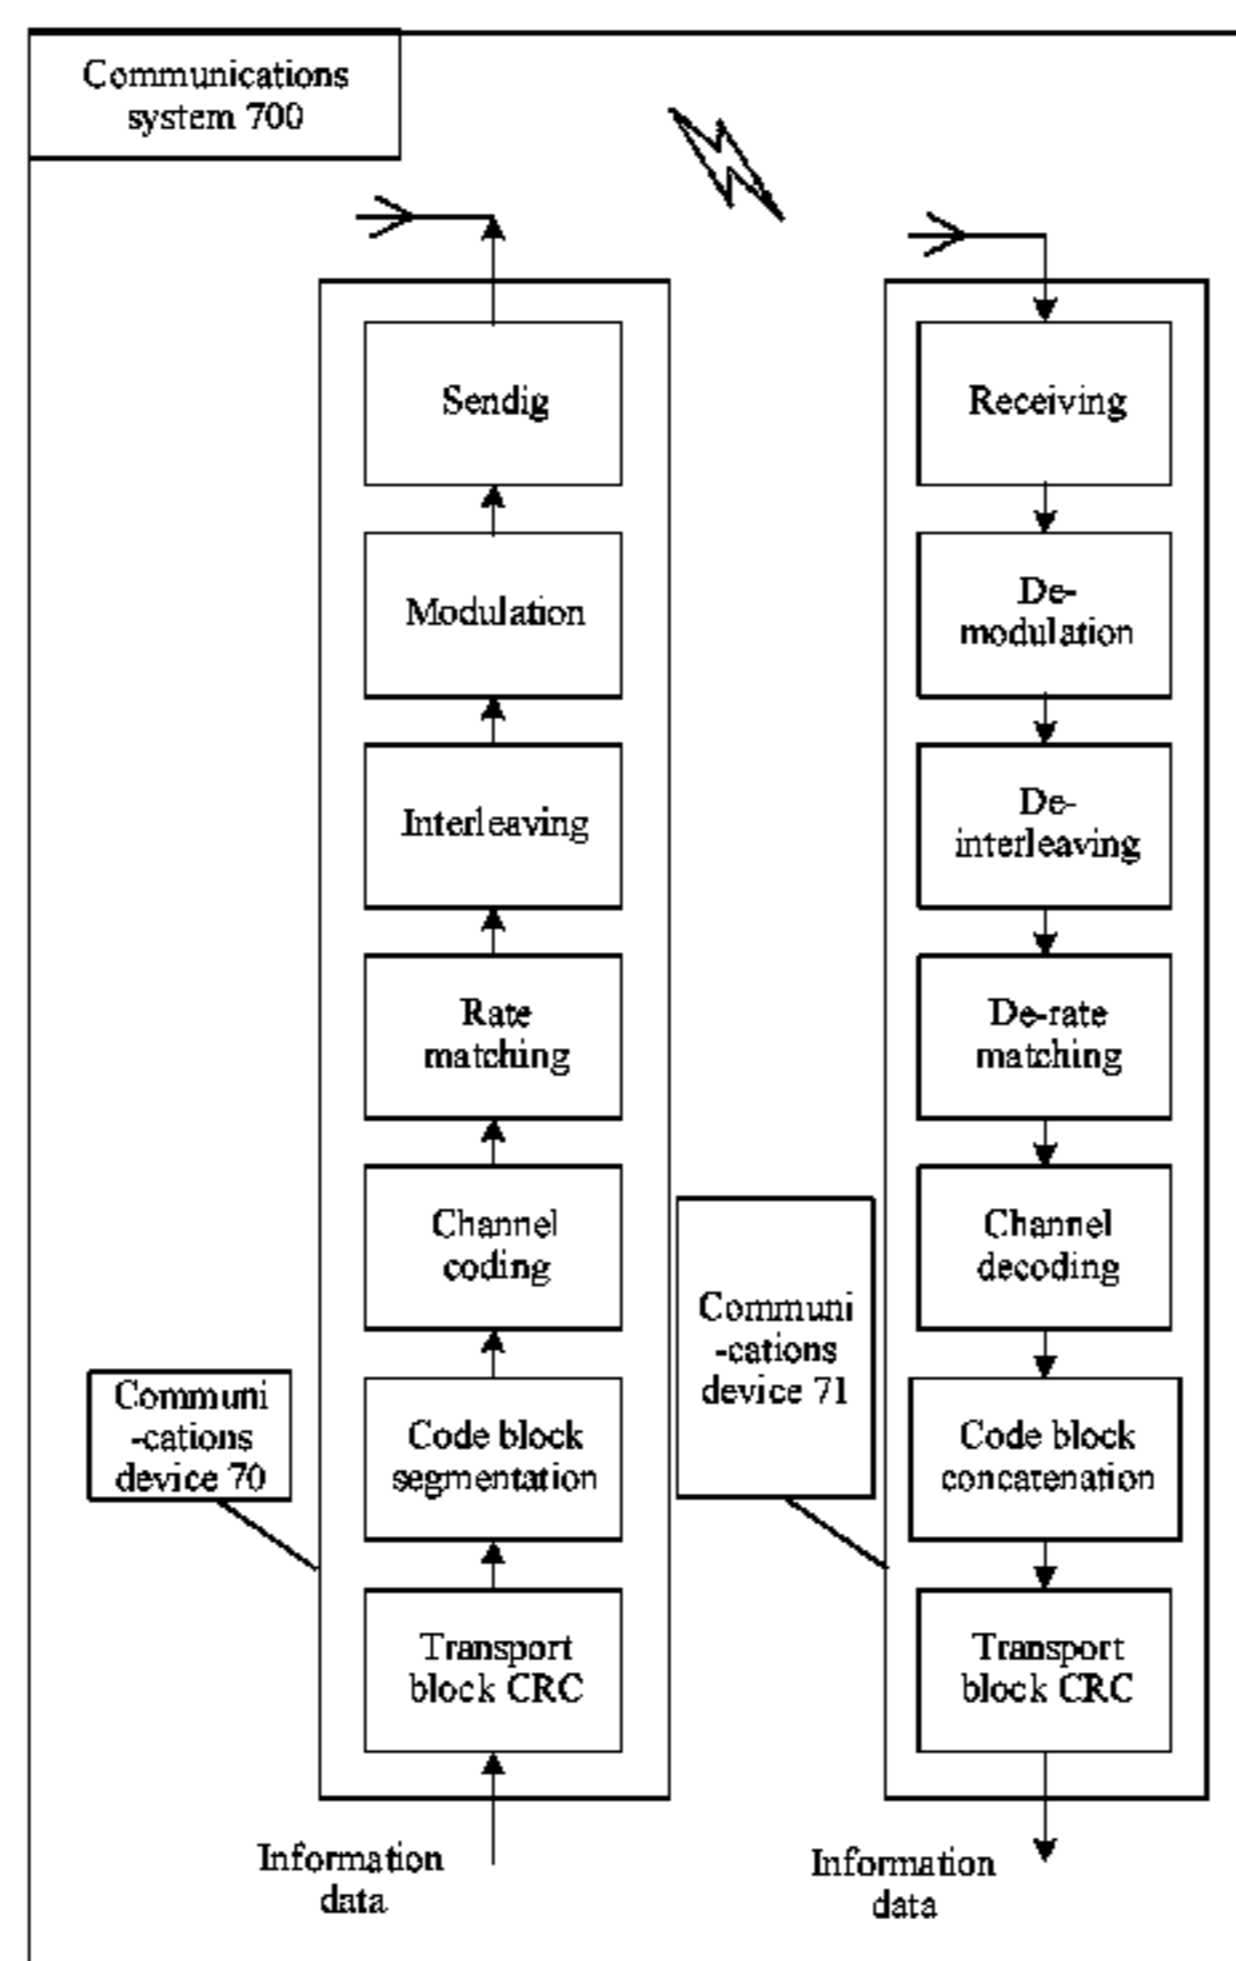 Communications
system 700
Sendig
Modulation
Interleaving
Rate
matching
Channel
coding
Code block
segmentation
Transport
block CRC
Communi
-cations
device 70
Information
data
Receiving
De-
modulation
De-
interleaving
De-rate
matching
Channel
decoding
Code block
concatenation
Transport
block CRC
Communi
-cations
device 71
Information
data